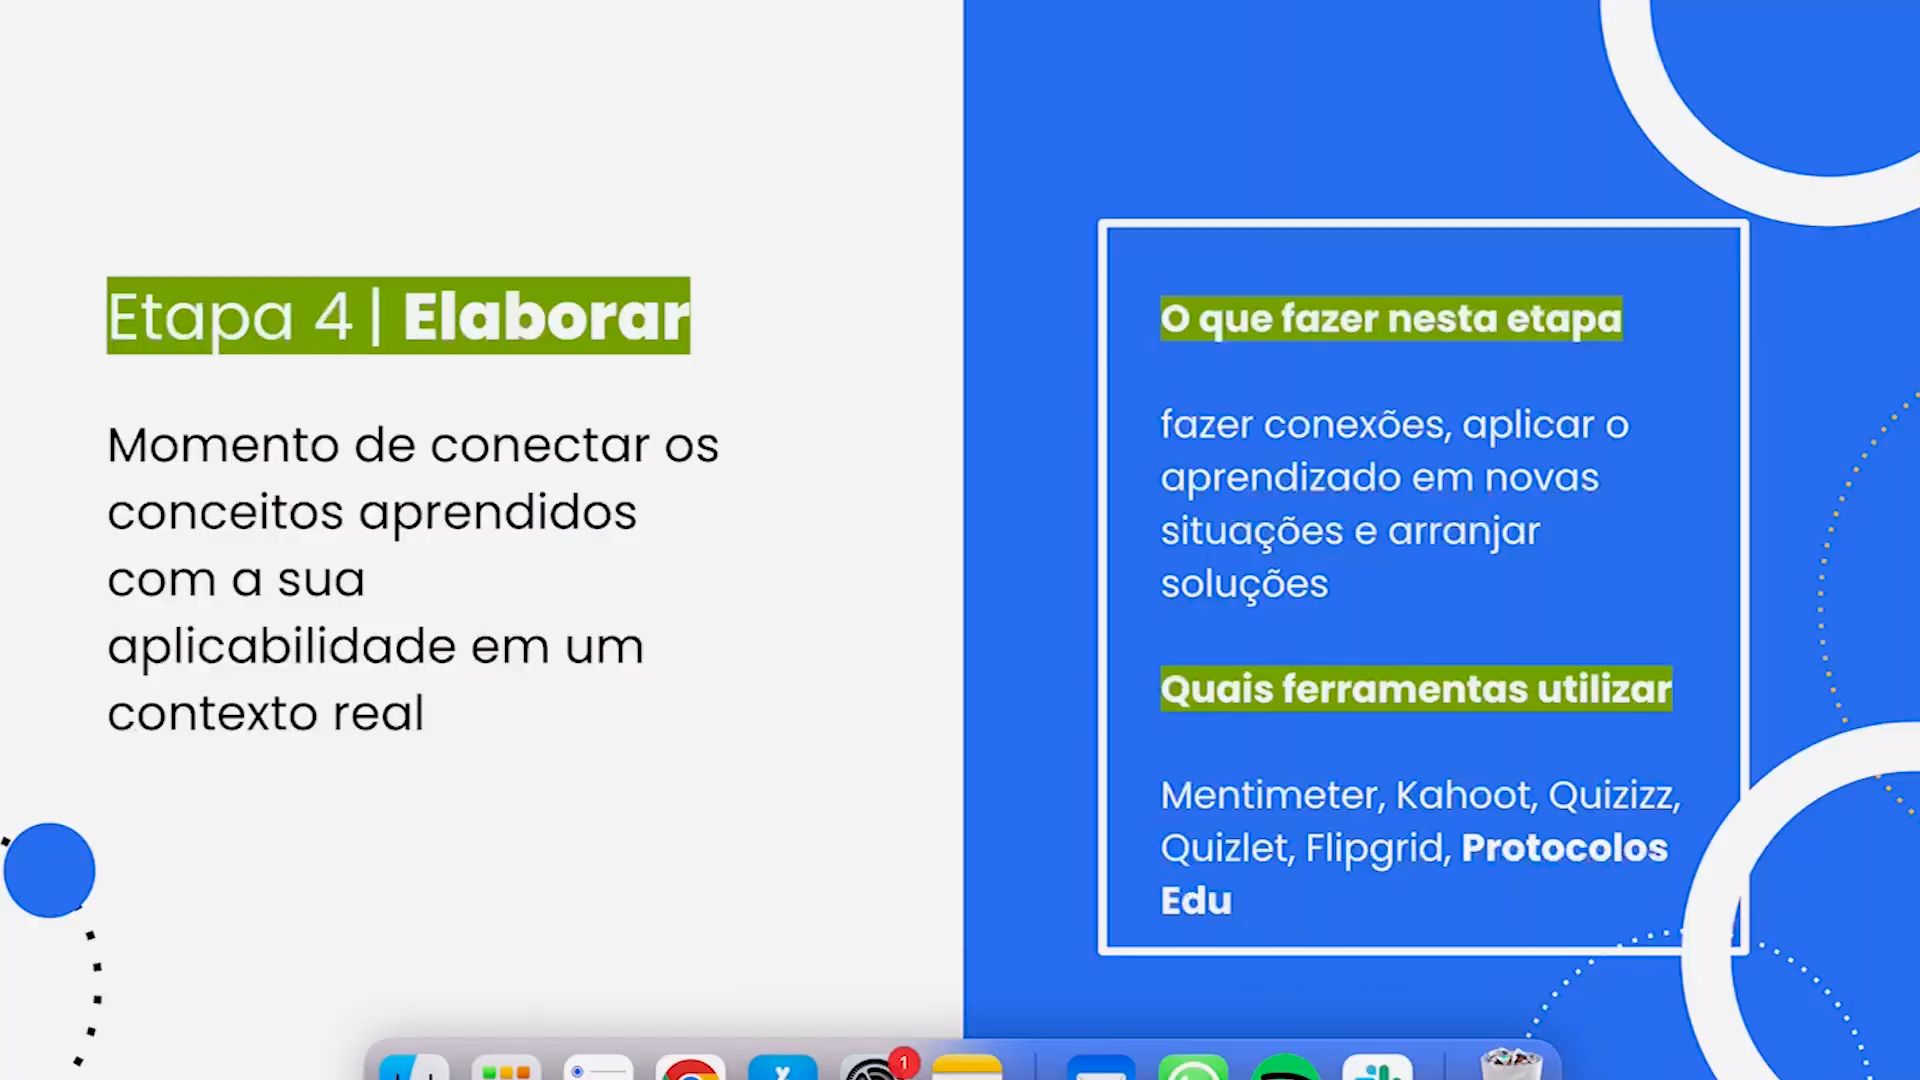 Etapa 4 | Elaborar
Momento de conectar os
conceitos aprendidos
com a sua
aplicabilidade em um
contexto real
O que fazer nesta etapa
fazer conexões, aplicar o
aprendizado em novas
situações e arranjar
soluções
Quais ferramentas utilizar
Mentimeter, Kahoot, Quizizz,
Quizlet, Flipgrid, Protocolos
Edu
1